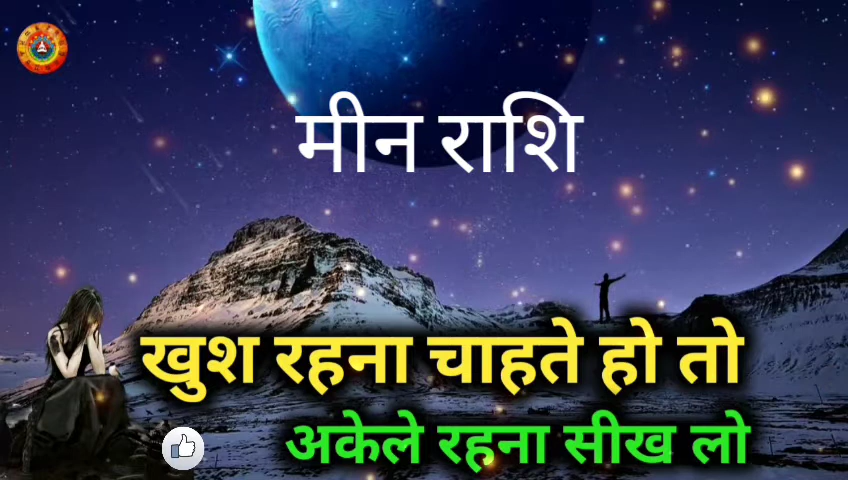 मीन राशि
खुश रहना चाहते हो तो
अकेले रहना सीख लो